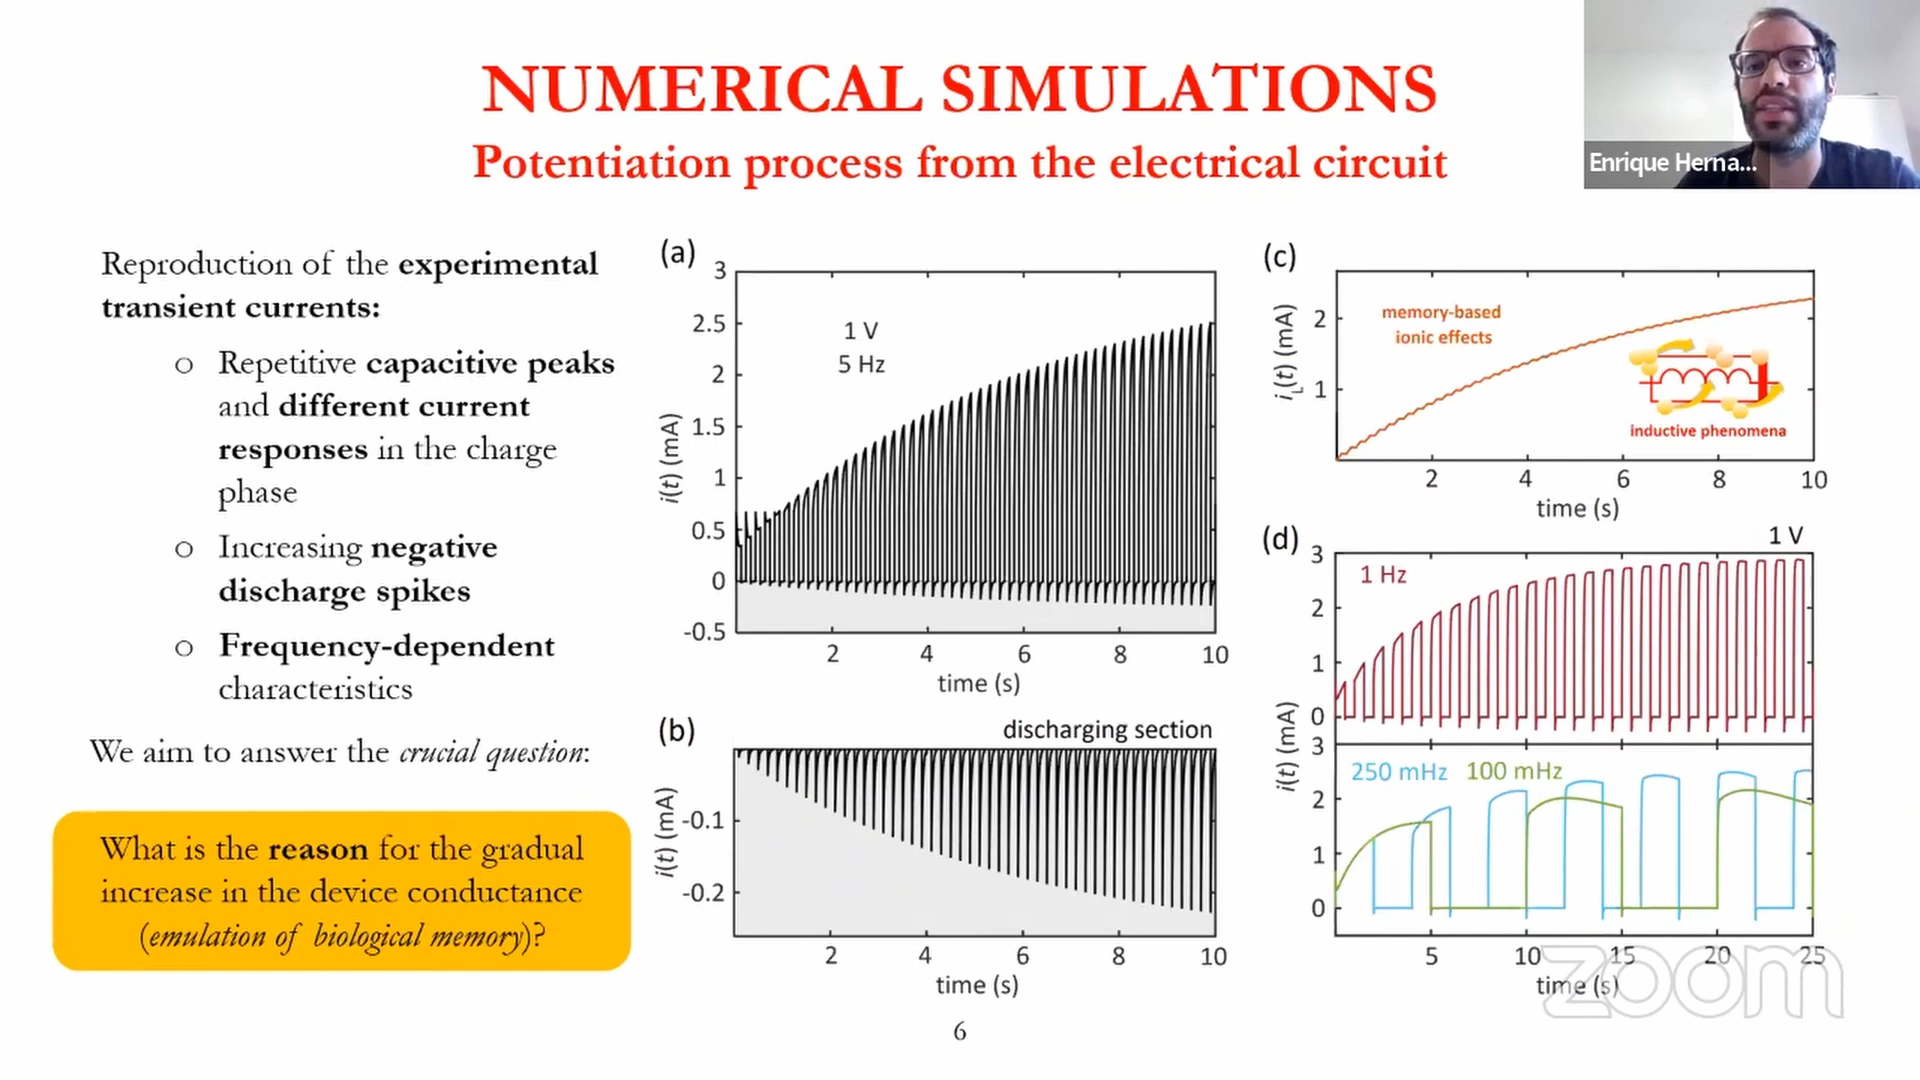 NUMERICAL SIMULATIONS
Potentiation process from the electrical circuit
Enrique Herna...
Reproduction of the experimental
transient currents:
o Repetitive capacitive peaks
and different current
responses in the charge
phase
o Increasing negative
discharge spikes
o Frequency-dependent
characteristics
We aim to answer the crucial question:
What is the reason for the gradual
increase in the device conductance
(emulation of biological memory)?
(a)
3
2.5
2
1.5
1
0.5
0
-0.5
i(t) (mA)
1 V
5 Hz
2 4 6 8 10
time (s)
(b)
discharging section
-0.1
-0.2
i(t) (mA)
2 4 6 8 10
time (s)
(c)
2
1
iL(t) (mA)
memory-based
ionic effects
inductive phenomena
2 4 6 8 10
time (s)
(d)
1 V
3
2
1
0
1 Hz
i(t) (mA)
3
2
1
0
250 mHz 100 mHz
5 10 15 20 25
time (s)
zoom
6